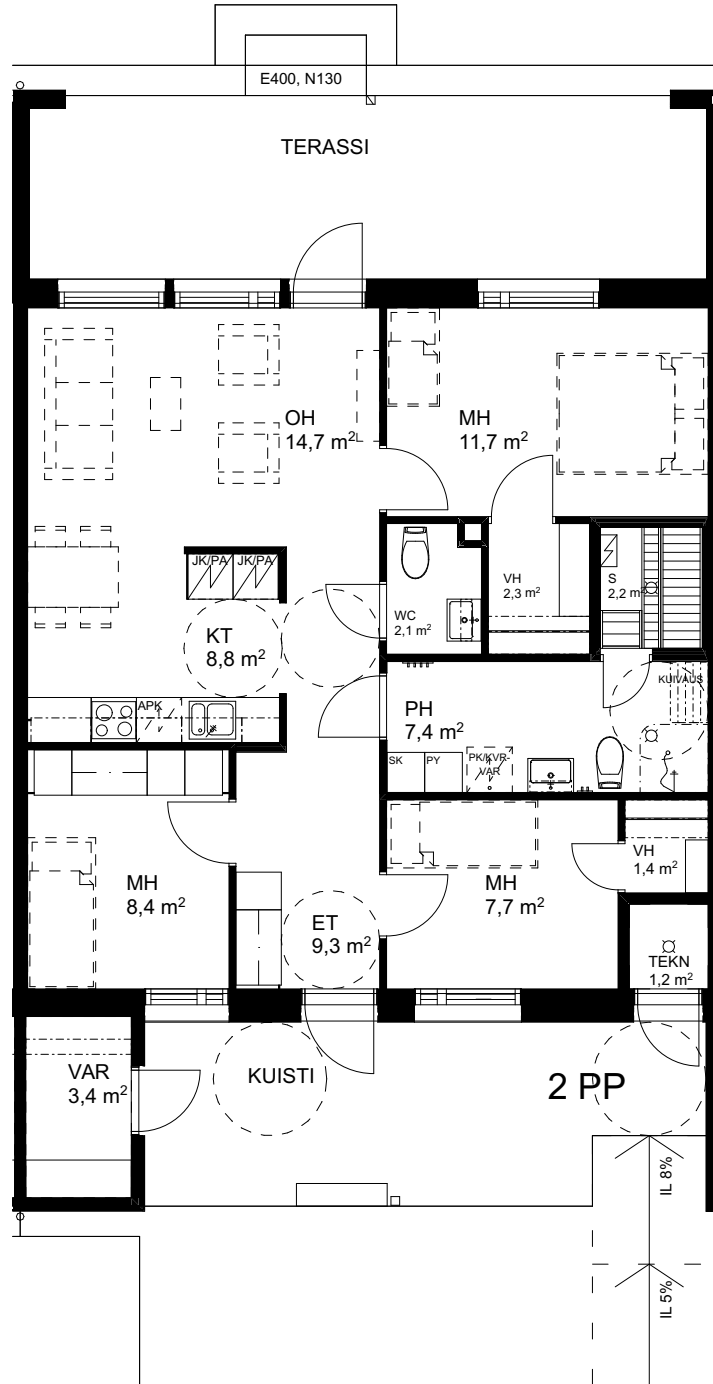 E400, N130
TERASSI
OH
14,7 m²
MH
11,7 m²
JK/PA JK/PA
VH
2,3 m²
S
2,2 m²
WC
2,1 m²
KT
8,8 m²
KUIVAUS
APK
PH
7,4 m²
SK PY
PK/KVR-
VAR
MH
8,4 m²
MH
7,7 m²
VH
1,4 m²
ET
9,3 m²
TEKN
1,2 m²
VAR
3,4 m²
KUISTI
2 PP
IL 8%
IL 5%